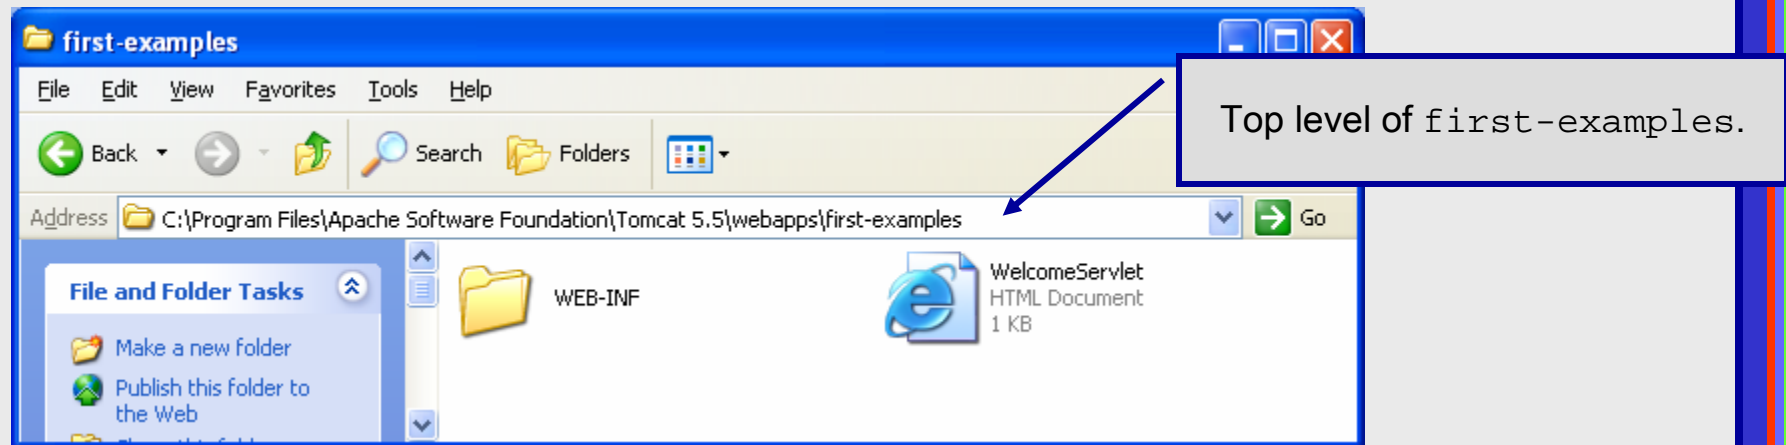 first-examples
File Edit View Favorites Tools Help
Top level of first-examples.
Back Search Folders
Address C:\Program Files\Apache Software Foundation\Tomcat 5.5\webapps\first-examples Go
File and Folder Tasks
Make a new folder
Publish this folder to
the Web
WEB-INF
WelcomeServlet
HTML Document
1 KB